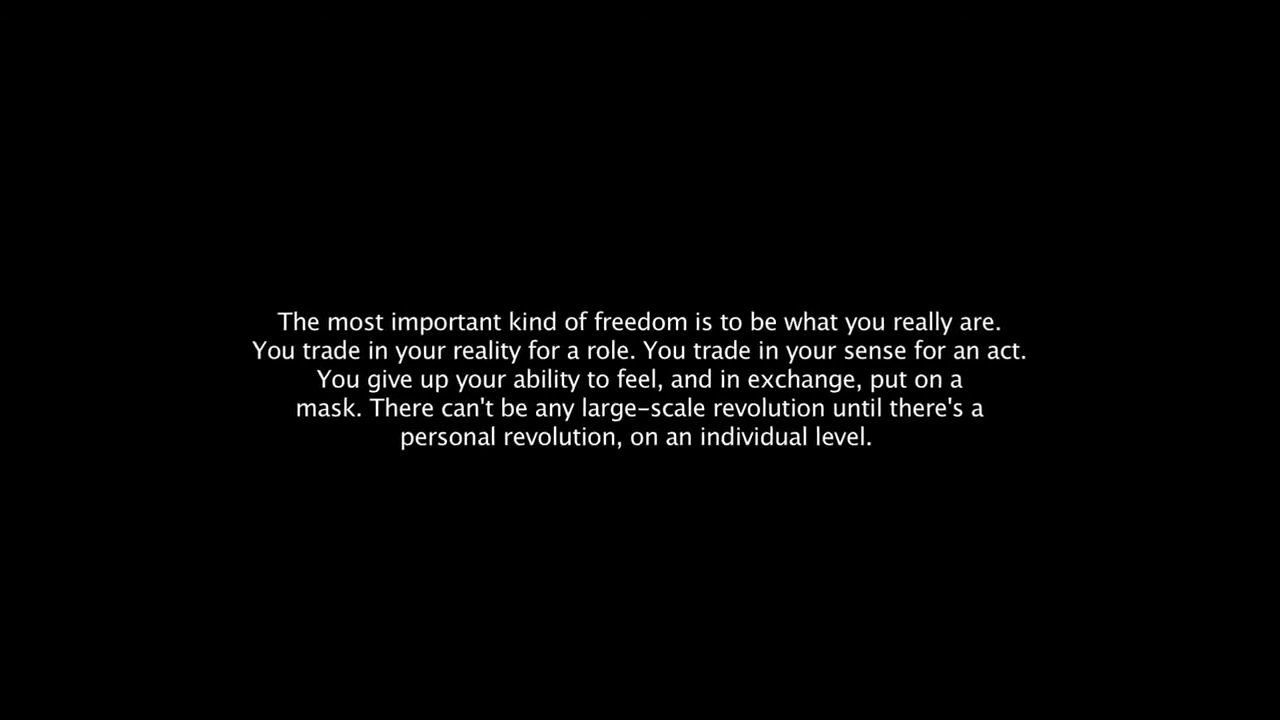 The most important kind of freedom is to be what you really are.
You trade in your reality for a role. You trade in your sense for an act.
You give up your ability to feel, and in exchange, put on a
mask. There can't be any large-scale revolution until there's a
personal revolution, on an individual level.